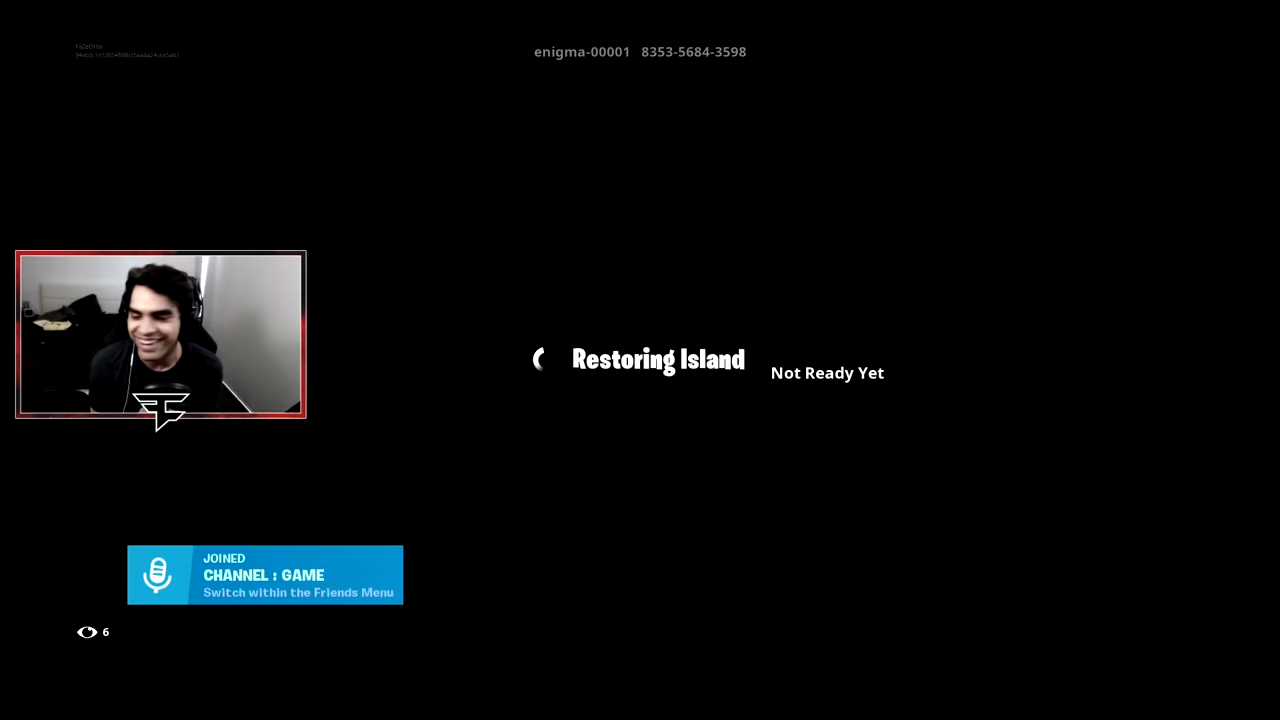 enigma-00001 8353-5684-3598
Restoring Island
Not Ready Yet
JOINED
CHANNEL : GAME
Switch within the Friends Menu
6